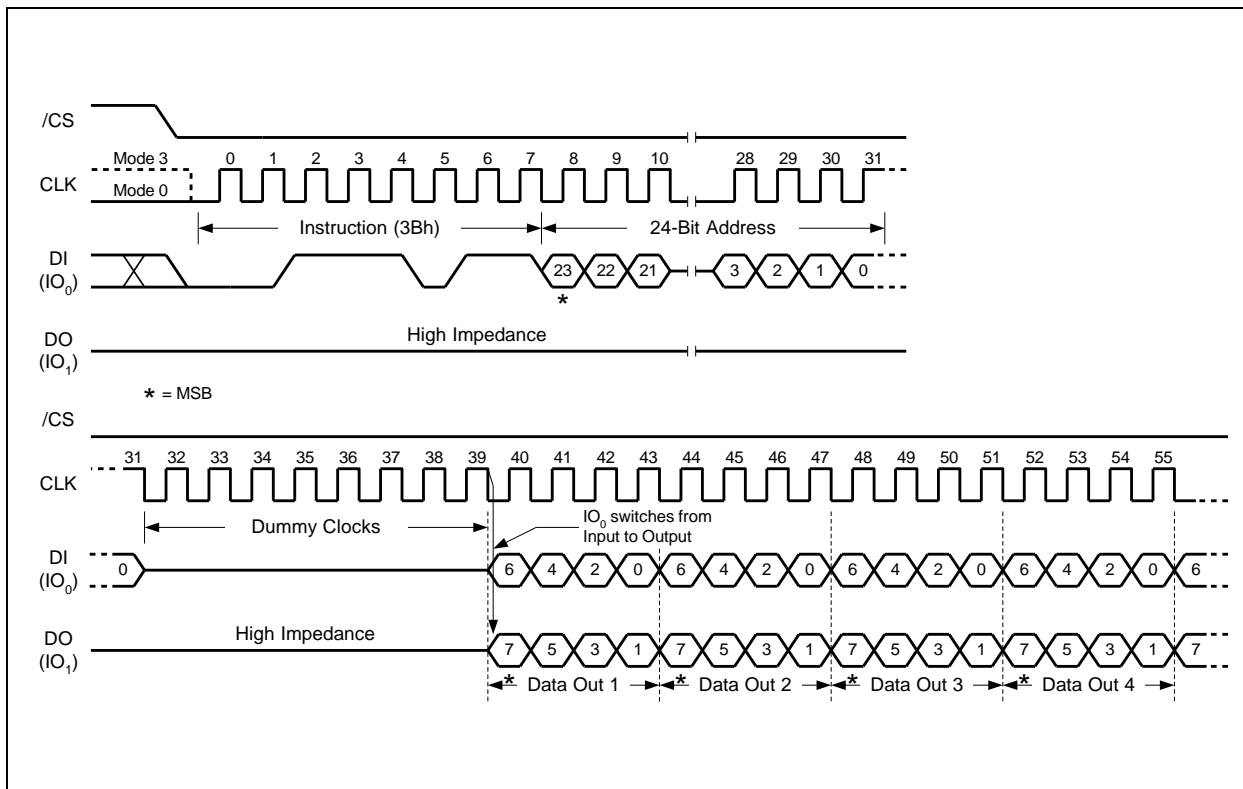 /CS
Mode 3 0 1 2 3 4 5 6 7 8 9 10 28 29 30 31
CLK
Mode 0
Instruction (3Bh) 24-Bit Address
DI
(IO0) 23 22 21 3 2 1 0
*
DO High Impedance
(IO1)
* = MSB
/CS
31 32 33 34 35 36 37 38 39 40 41 42 43 44 45 46 47 48 49 50 51 52 53 54 55
CLK
Dummy Clocks
IO0 switches from
Input to Output
DI
(IO0) 0 6 4 2 0 6 4 2 0 6 4 2 0 6 4 2 0 6
DO High Impedance
(IO1) 7 5 3 1 7 5 3 1 7 5 3 1 7 5 3 1 7
* Data Out 1 * Data Out 2 * Data Out 3 * Data Out 4